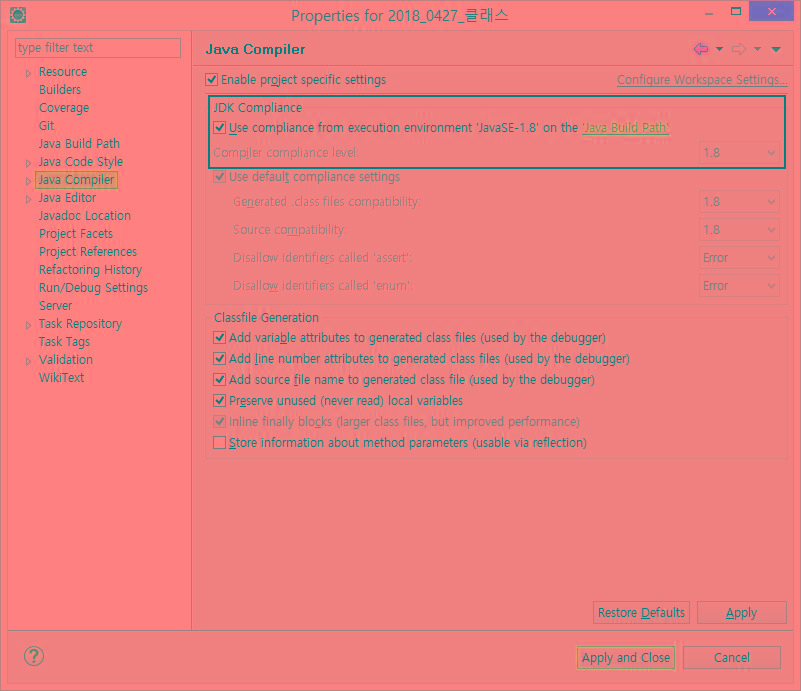 Properties for 2018_0427_클래스
type filter text
Resource
Builders
Coverage
Git
Java Build Path
Java Code Style
Java Compiler
Java Editor
Javadoc Location
Project Facets
Project References
Refactoring History
Run/Debug Settings
Server
Task Repository
Task Tags
Validation
WikiText
Java Compiler
Enable project specific settings
Configure Workspace Settings...
JDK Compliance
Use compliance from execution environment 'JavaSE-1.8' on the 'Java Build Path'
Compiler compliance level: 1.8
Use default compliance settings
Generated .class files compatibility: 1.8
Source compatibility: 1.8
Disallow identifiers called 'assert': Error
Disallow identifiers called 'enum': Error
Classfile Generation
Add variable attributes to generated class files (used by the debugger)
Add line number attributes to generated class files (used by the debugger)
Add source file name to generated class file (used by the debugger)
Preserve unused (never read) local variables
Inline finally blocks (larger class files, but improved performance)
Store information about method parameters (usable via reflection)
Restore Defaults
Apply
?
Apply and Close
Cancel